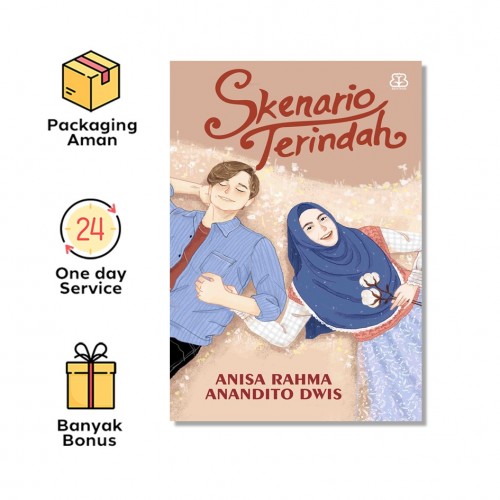 Packaging
Aman
24
One day
Service
Banyak
Bonus
Skenario
Terindah
ANISA RAHMA
ANANDITO DWIS